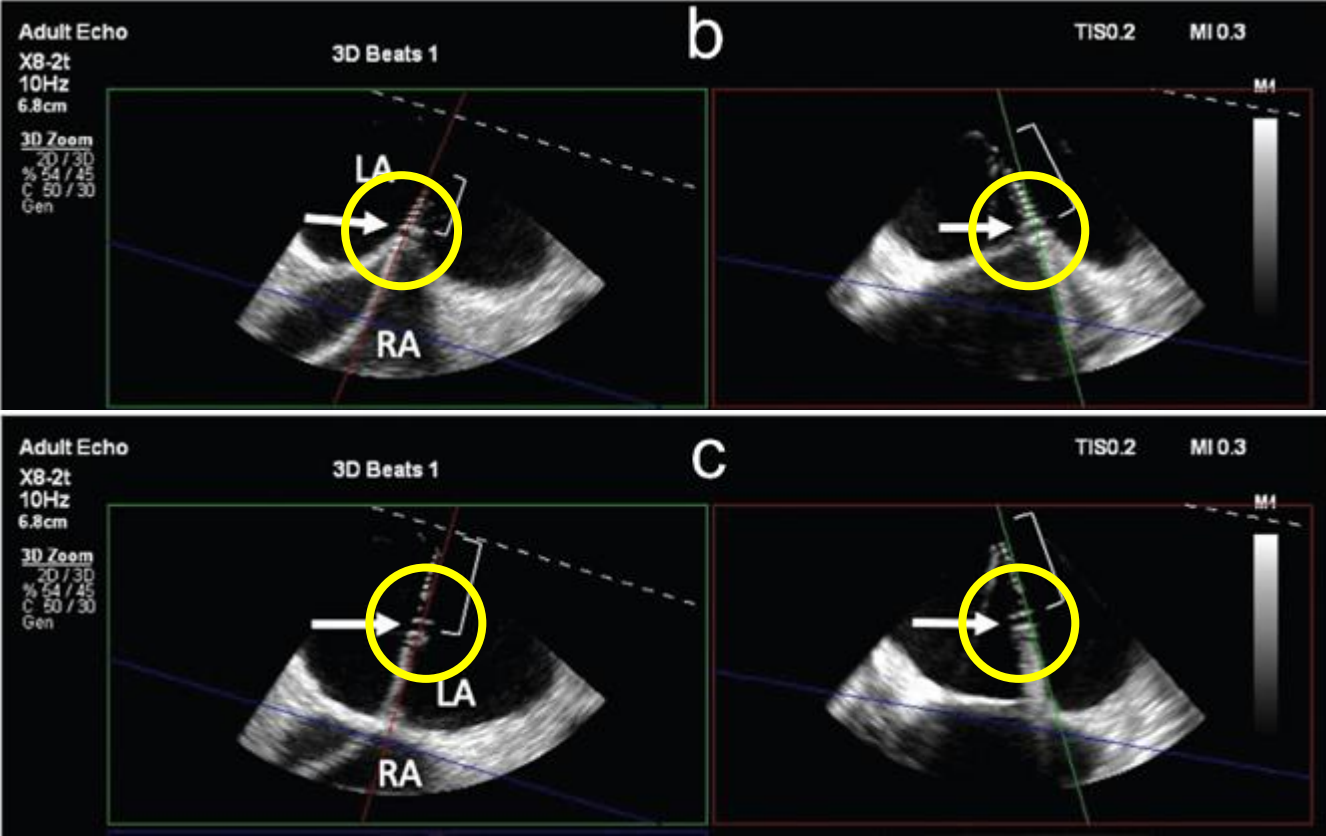 Adult Echo
X8-2t
10Hz
6.8cm
3D Zoom
2D / 3D
% 54 / 45
C 50 / 30
Gen
3D Beats 1
b
TIS0.2 MI 0.3
M4
LA
RA
Adult Echo
X8-2t
10Hz
6.8cm
3D Zoom
2D / 3D
% 54 / 45
C 50 / 30
Gen
3D Beats 1
c
TIS0.2 MI 0.3
M4
LA
RA